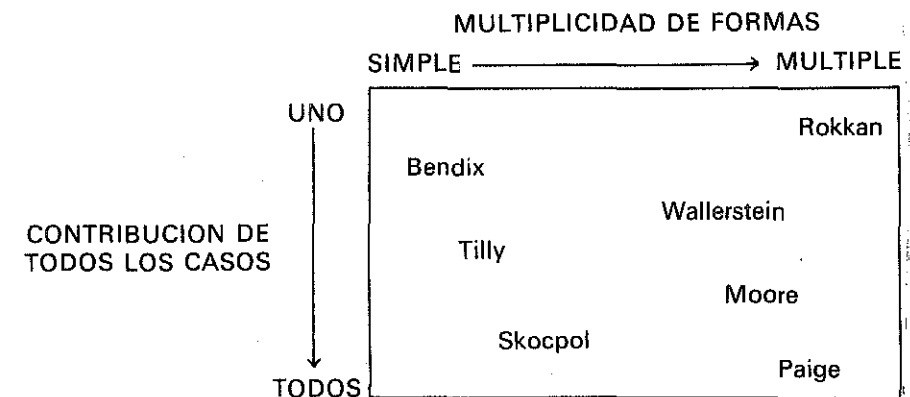 MULTIPLICIDAD DE FORMAS
SIMPLE MULTIPLE
UNO
Rokkan
Bendix
Wallerstein
CONTRIBUCION DE
TODOS LOS CASOS
Tilly
Moore
Skocpol
Paige
TODOS